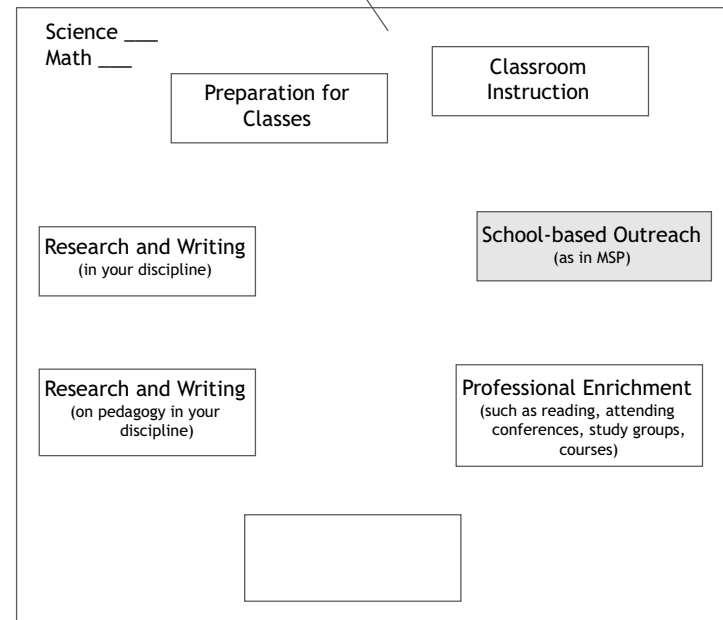 Science ___
Math ___
Preparation for
Classes
Classroom
Instruction
Research and Writing
(in your discipline)
School-based Outreach
(as in MSP)
Research and Writing
(on pedagogy in your
discipline)
Professional Enrichment
(such as reading, attending
conferences, study groups,
courses)